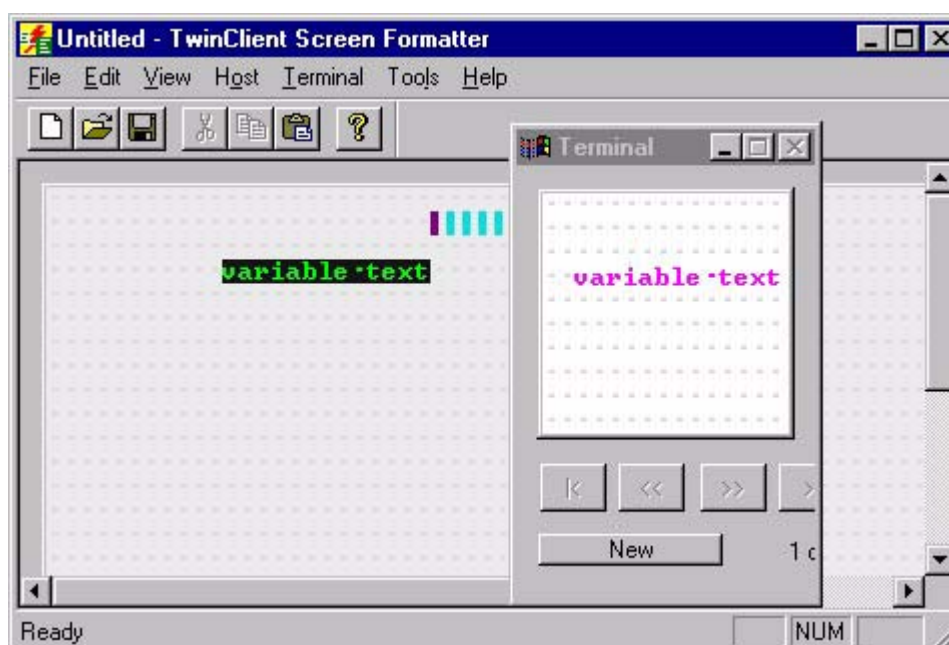 Untitled - TwinClient Screen Formatter
File Edit View Host Terminal Tools Help
Terminal
variable·text
variable·text
|< << >> >
New 1 o
Ready NUM